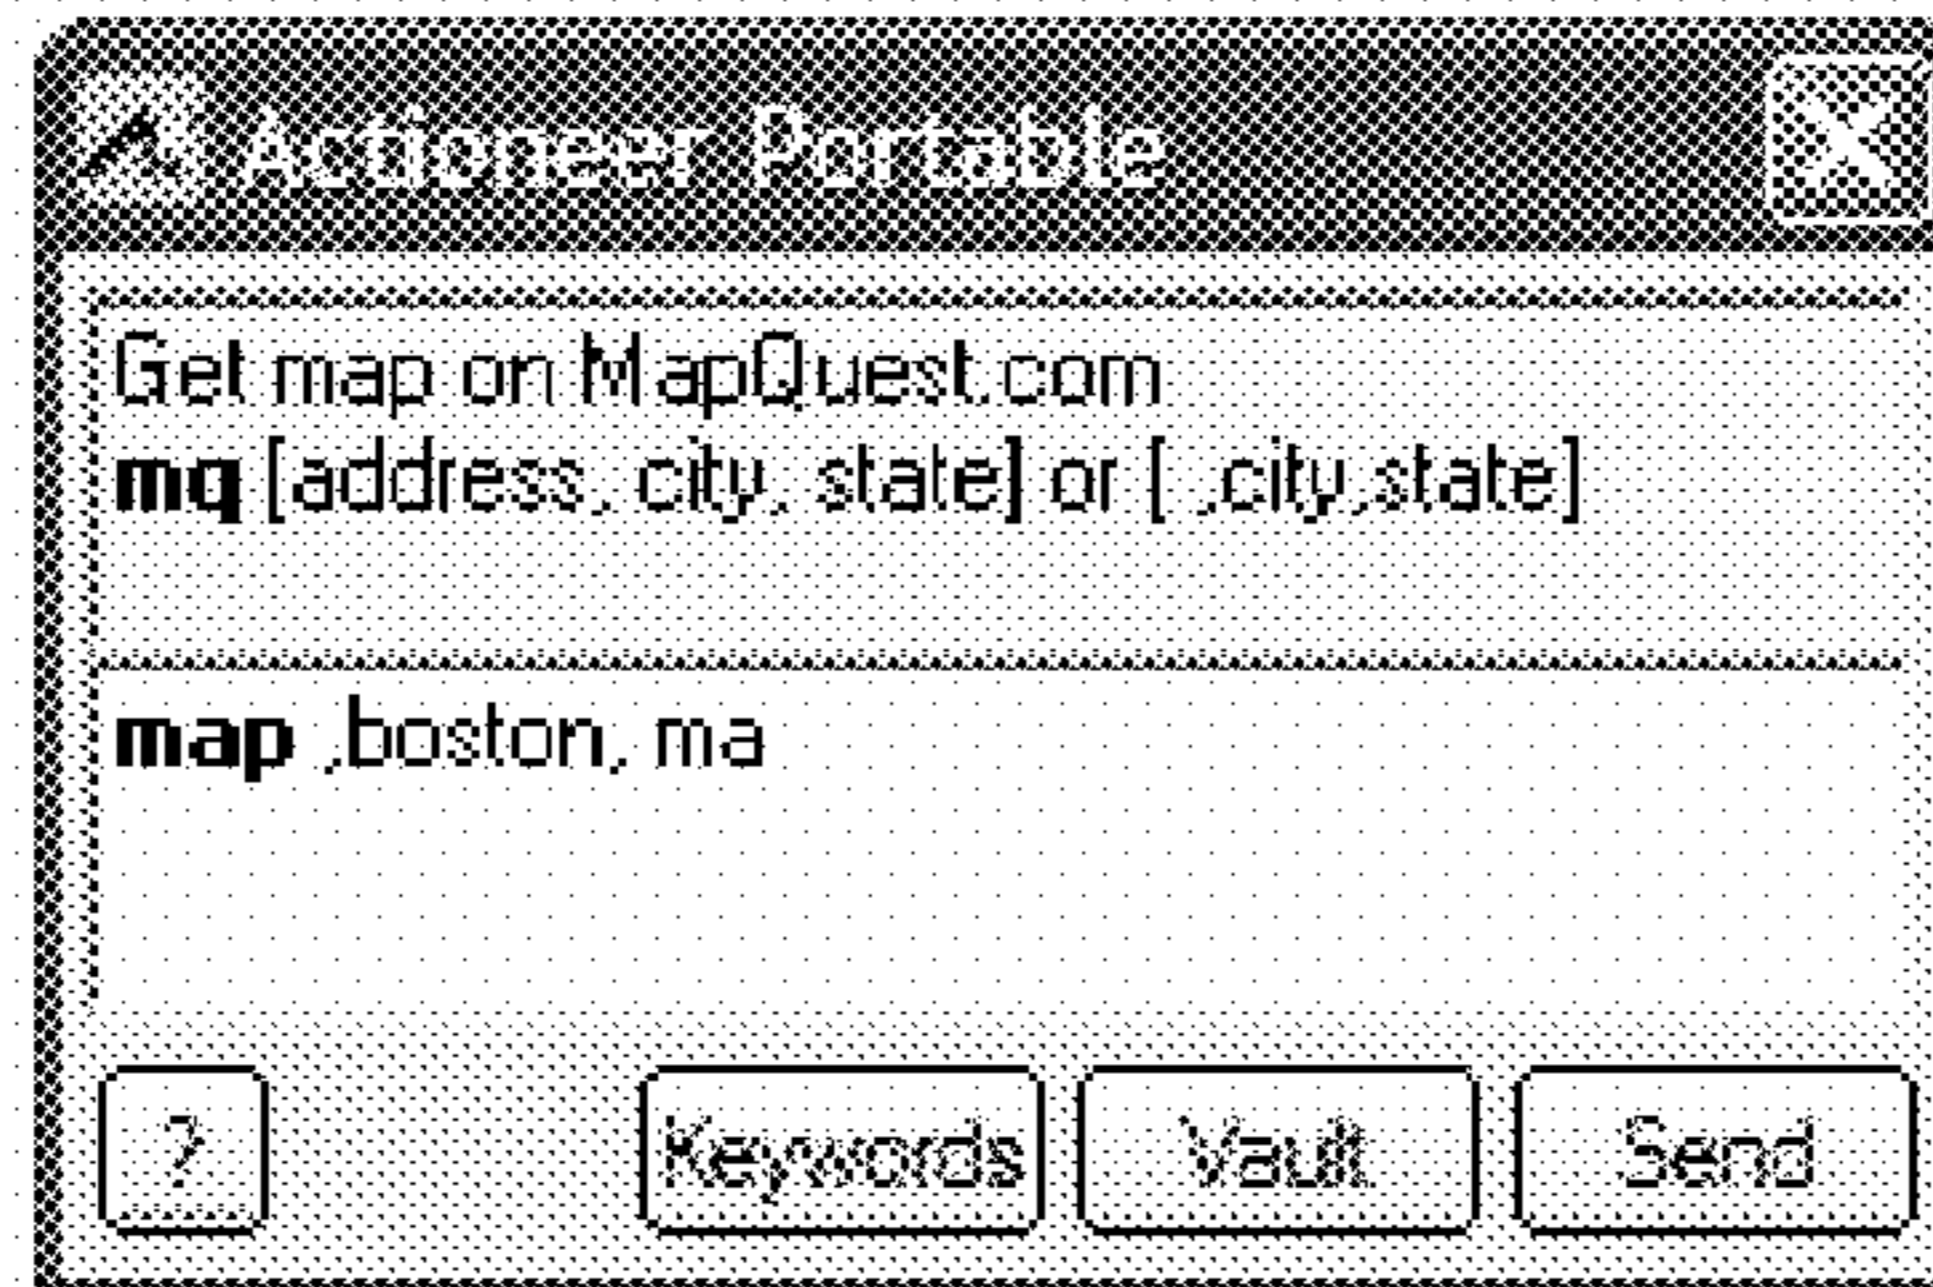 Actioneer Portable
Get map on MapQuest.com
mq [address, city, state] or [ ,city,state]
map ,boston, ma
? Keywords Vault Send